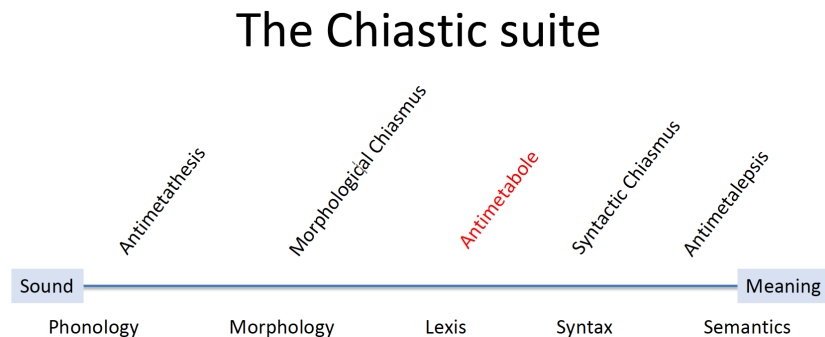 The Chiastic suite
Antimetathesis
Morphological Chiasmus
Antimetabole
Syntactic Chiasmus
Antimetalepsis
Sound
Meaning
Phonology
Morphology
Lexis
Syntax
Semantics